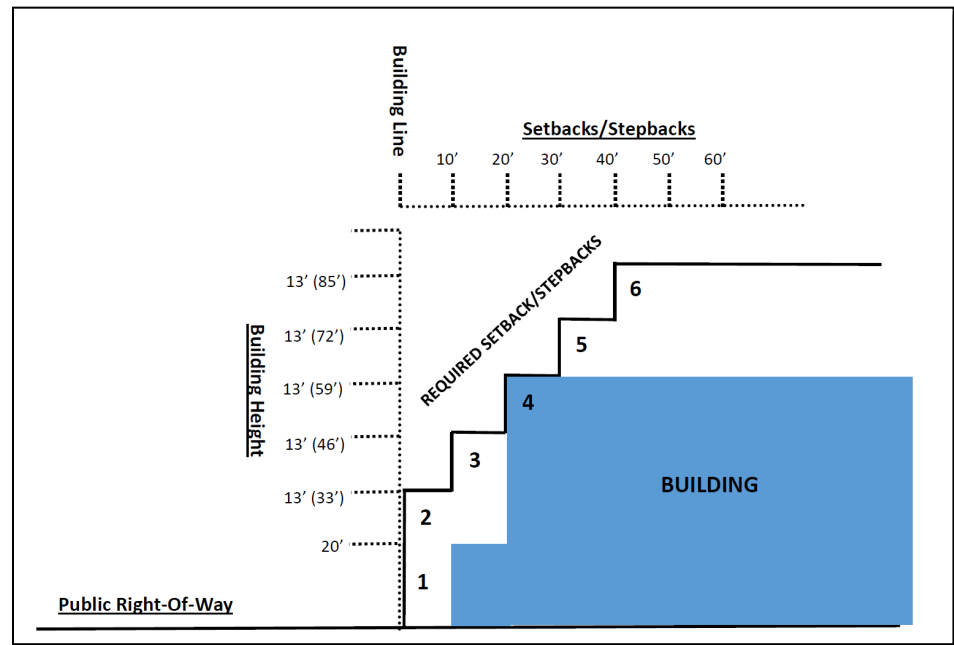 Building Line
Setbacks/Stepbacks
10’ 20’ 30’ 40’ 50’ 60’
REQUIRED SETBACK/STEPBACKS
Building Height
13’ (85’)
13’ (72’)
13’ (59’)
13’ (46’)
13’ (33’)
20’
6
5
4
3
2
1
BUILDING
Public Right-Of-Way